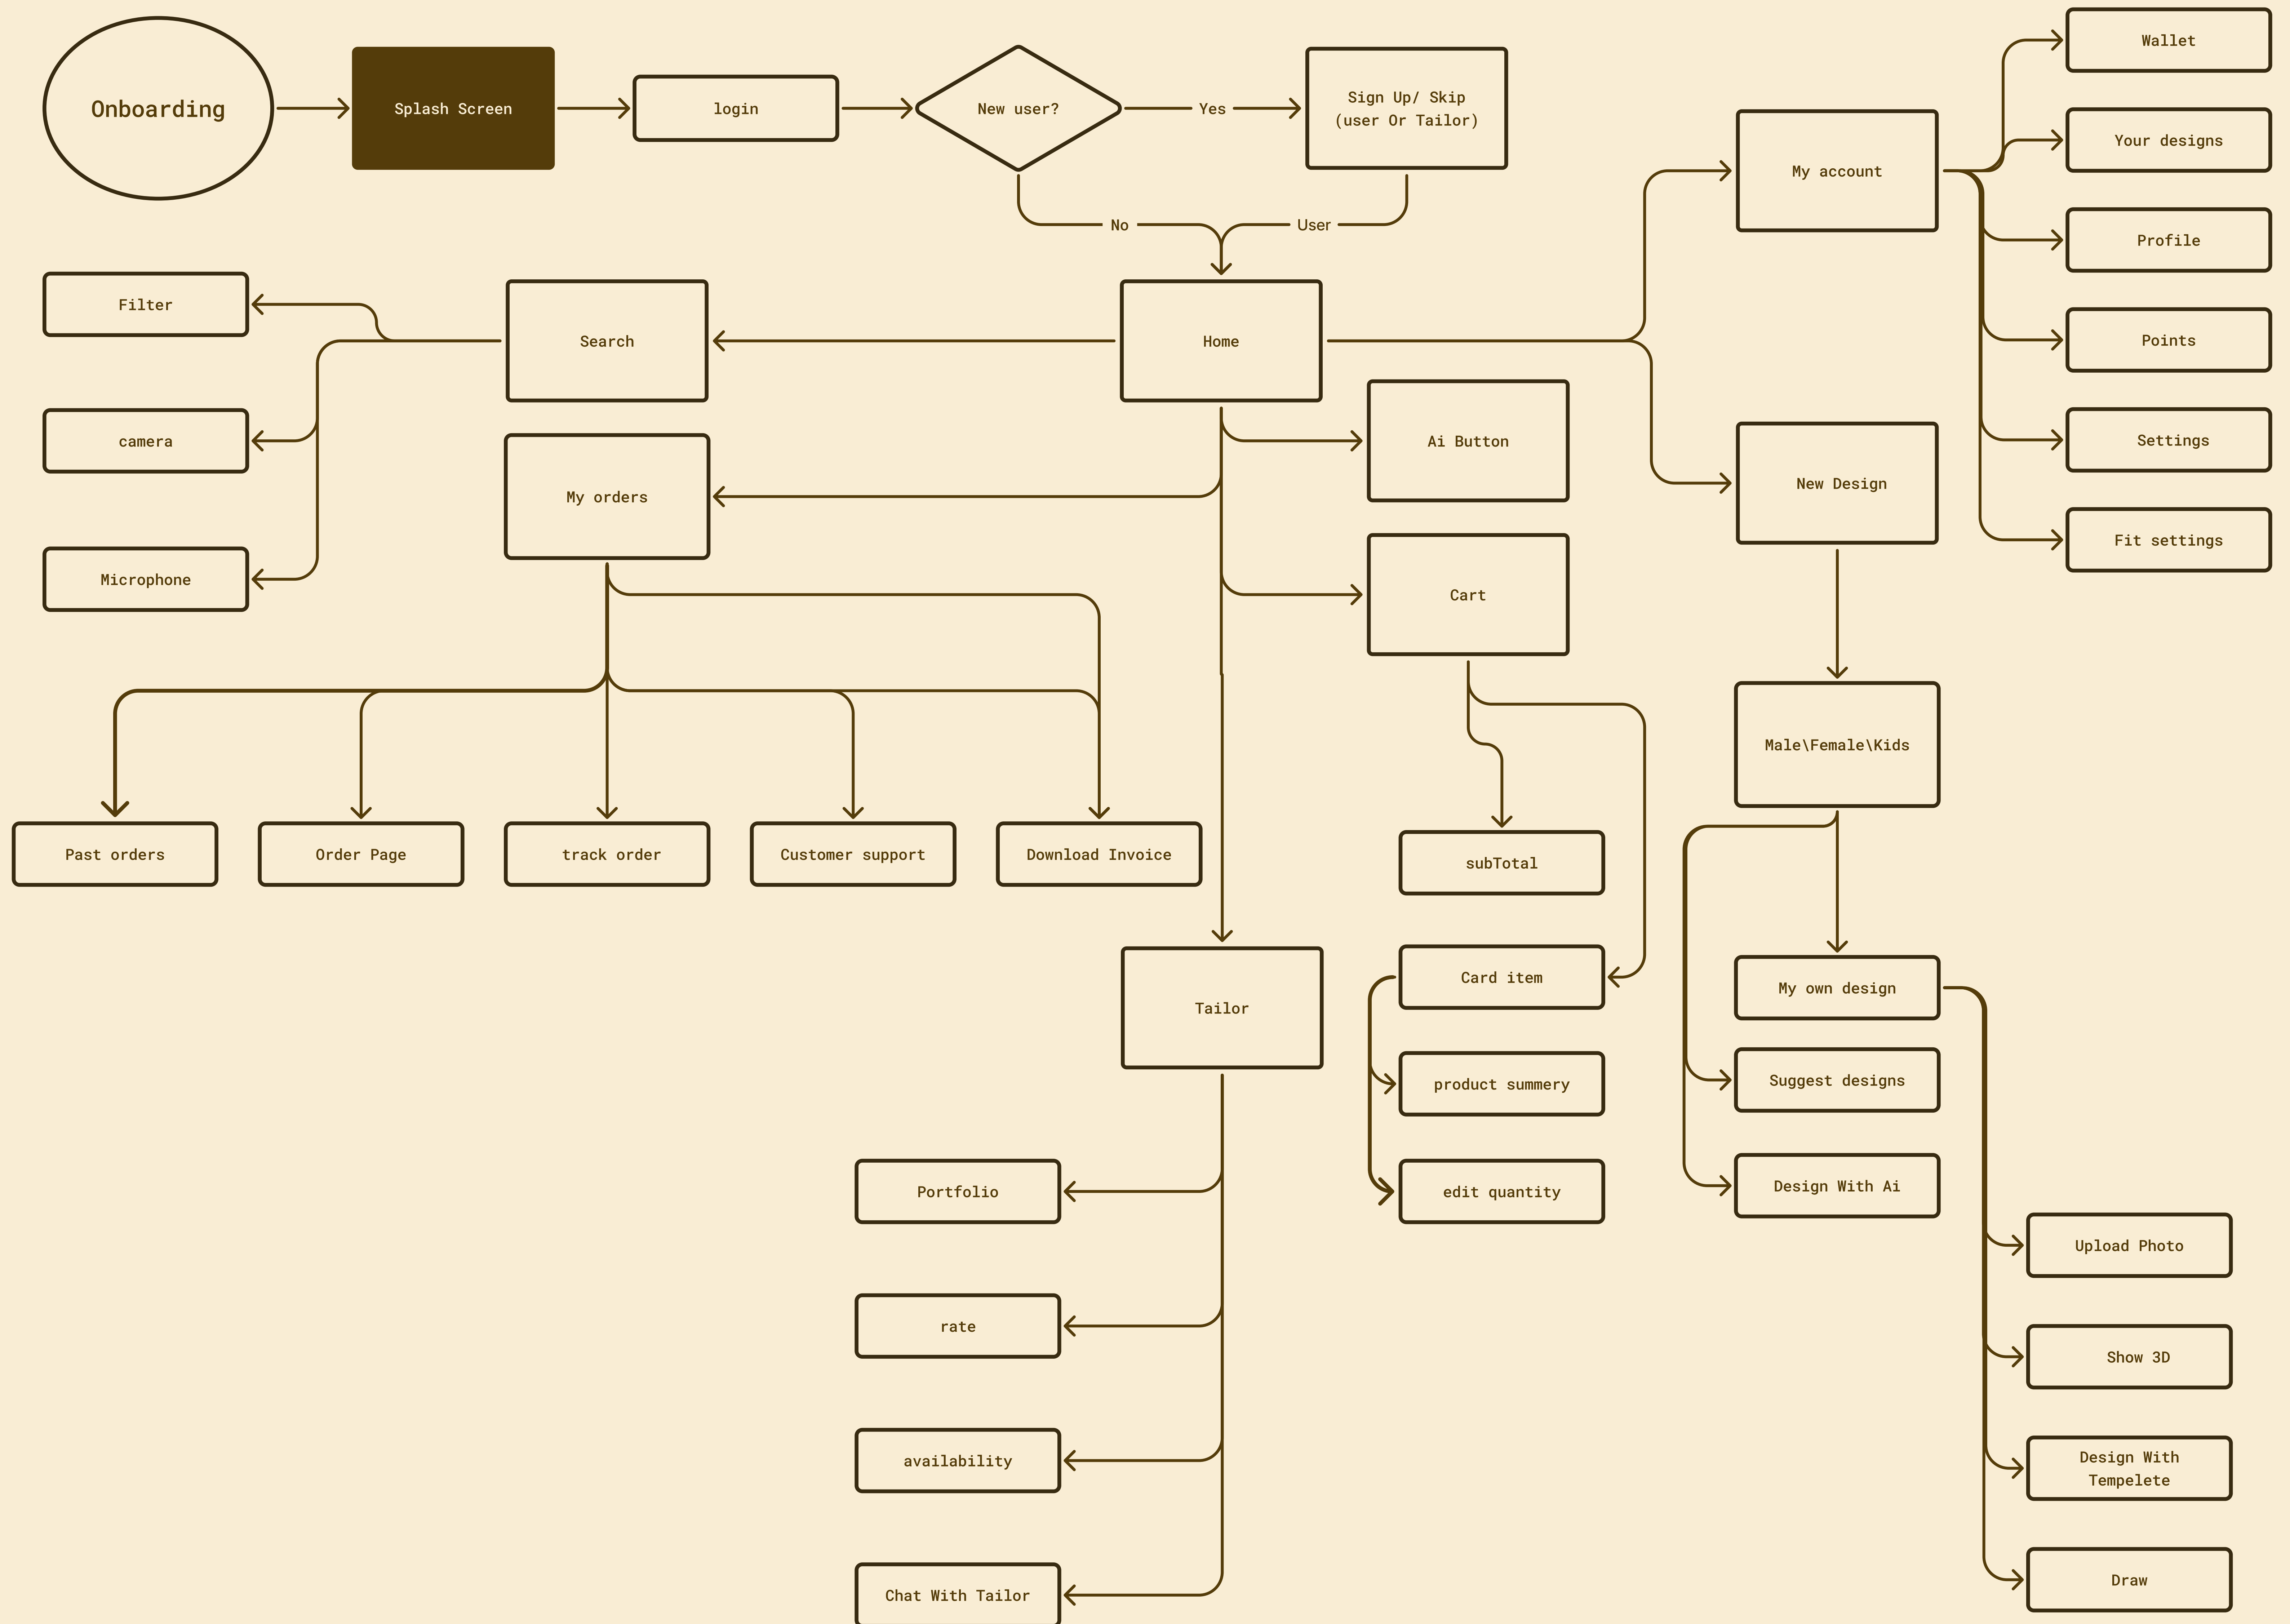 Onboarding
Splash Screen
login
New user?
Yes
Sign Up/ Skip
(user Or Tailor)
No
User
Wallet
Your designs
My account
Profile
Points
Settings
Fit settings
Filter
Search
Home
camera
Ai Button
My orders
New Design
Microphone
Cart
Male\Female\Kids
Past orders
Order Page
track order
Customer support
Download Invoice
subTotal
Tailor
Card item
My own design
product summery
Suggest designs
Portfolio
edit quantity
Design With Ai
Upload Photo
rate
Show 3D
availability
Design With
Tempelete
Chat With Tailor
Draw